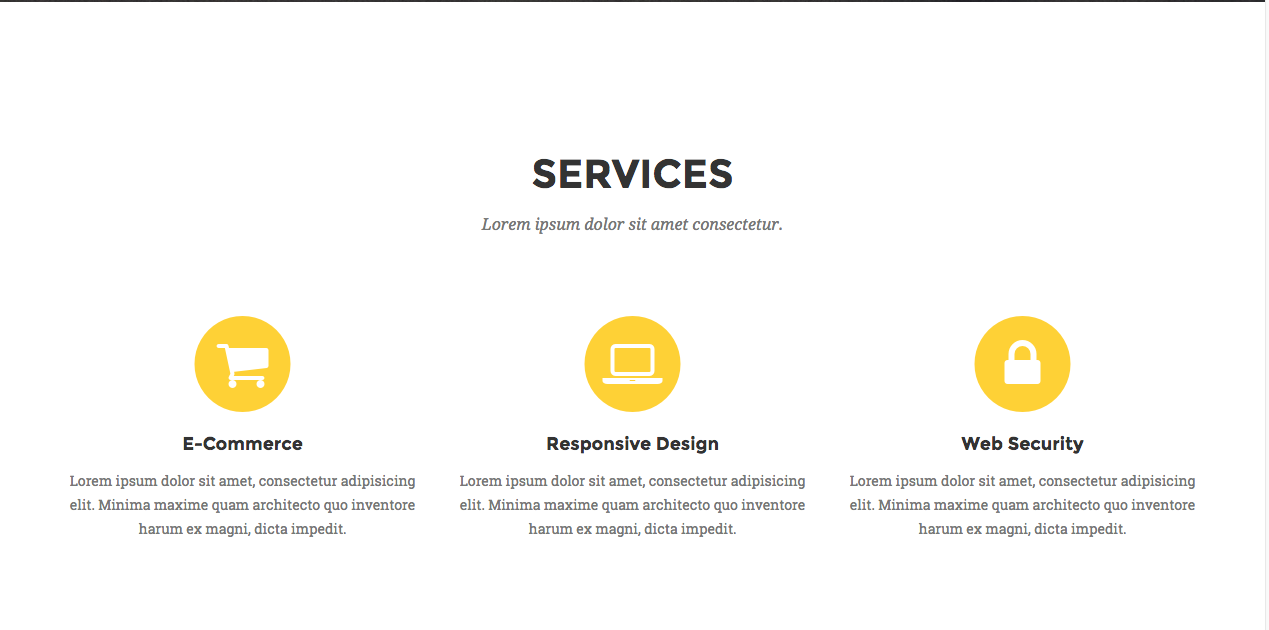 SERVICES
Lorem ipsum dolor sit amet consectetur.
E-Commerce
Lorem ipsum dolor sit amet, consectetur adipisicing
elit. Minima maxime quam architecto quo inventore
harum ex magni, dicta impedit.
Responsive Design
Lorem ipsum dolor sit amet, consectetur adipisicing
elit. Minima maxime quam architecto quo inventore
harum ex magni, dicta impedit.
Web Security
Lorem ipsum dolor sit amet, consectetur adipisicing
elit. Minima maxime quam architecto quo inventore
harum ex magni, dicta impedit.